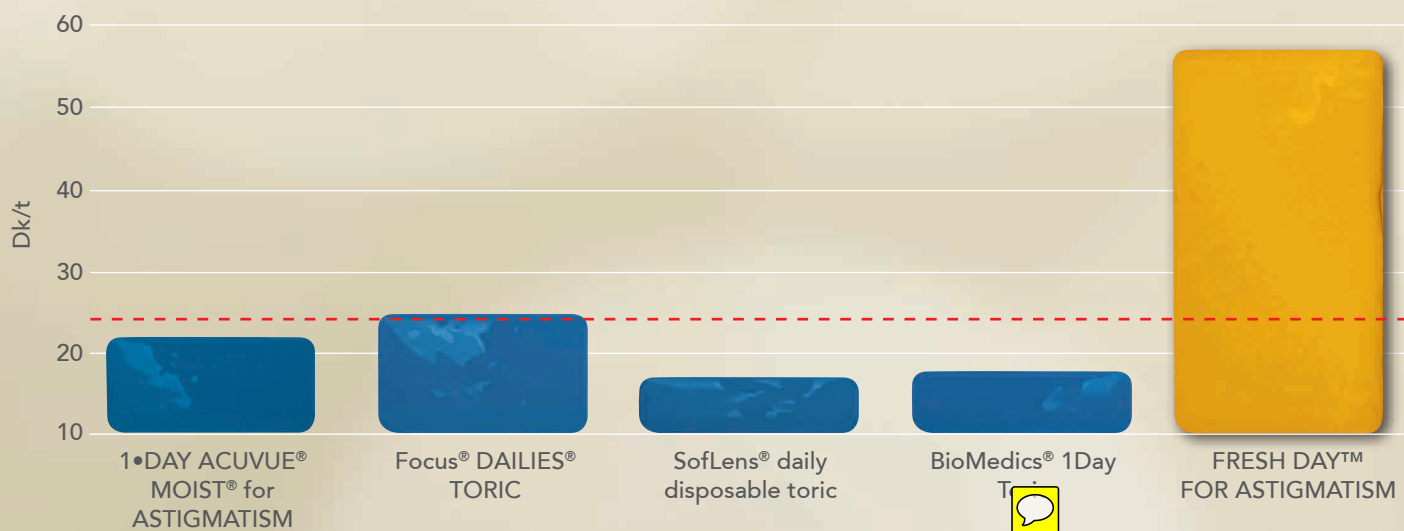 60
50
40
30
20
10
Dk/t
1•DAY ACUVUE®
MOIST® for
ASTIGMATISM
Focus® DAILIES®
TORIC
SofLens® daily
disposable toric
BioMedics® 1Day
FRESH DAY™
FOR ASTIGMATISM